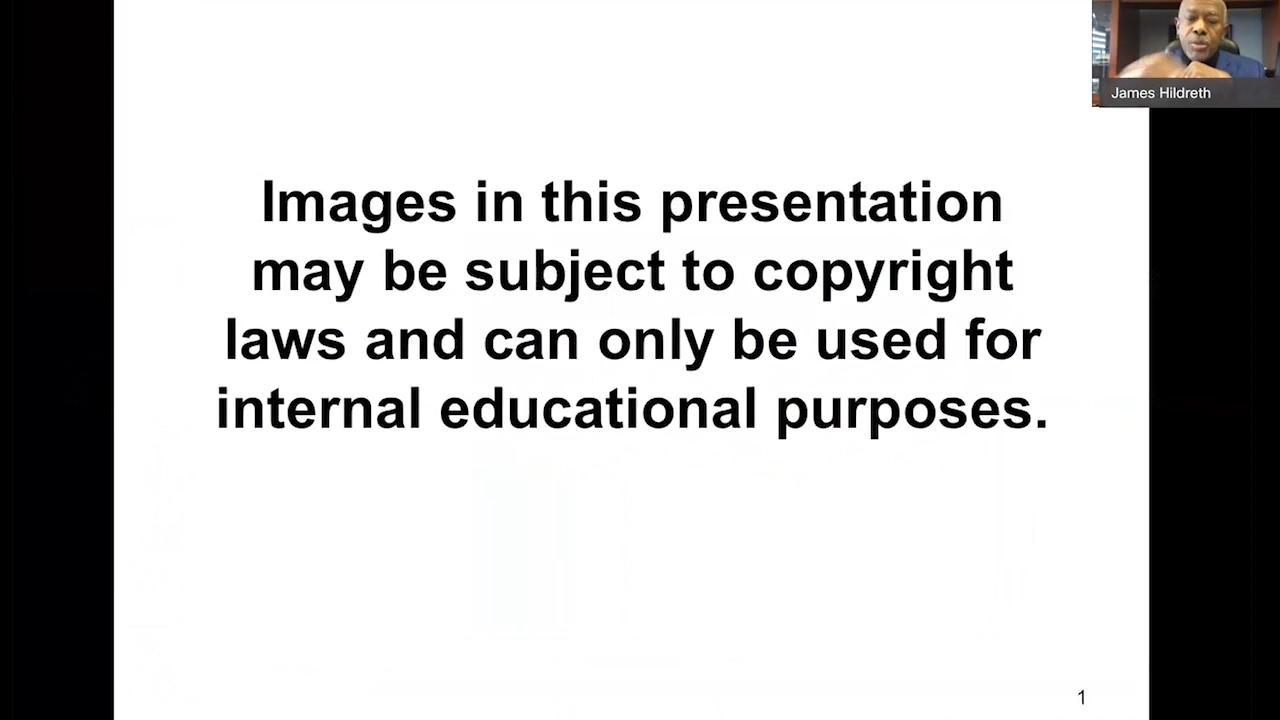 James Hildreth
Images in this presentation
may be subject to copyright
laws and can only be used for
internal educational purposes.
1